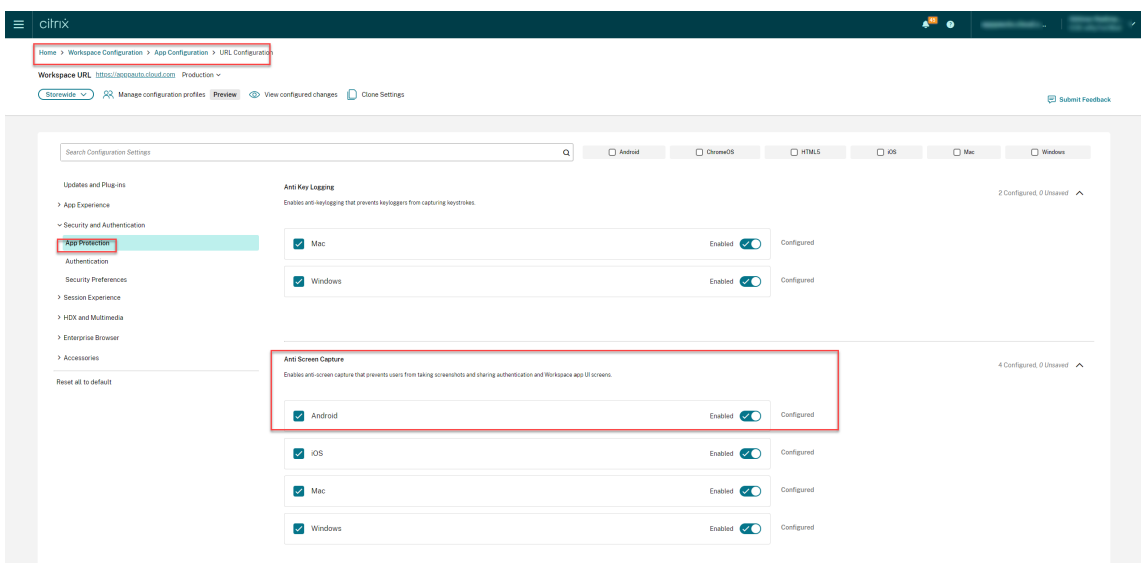 citrix
45
Home > Workspace Configuration > App Configuration > URL Configuration
Workspace URL https://apppauto.cloud.com Production
Storewide Manage configuration profiles Preview View configured changes Clone Settings
Submit Feedback
Search Configuration Settings
Android ChromeOS HTML5 iOS Mac Windows
Updates and Plug-ins
> App Experience
Security and Authentication
App Protection
Authentication
Security Preferences
> Session Experience
> HDX and Multimedia
> Enterprise Browser
> Accessories
Reset all to default
Anti Key Logging
2 Configured, 0 Unsaved
Enables anti-keylogging that prevents keyloggers from capturing keystrokes.
Mac Enabled Configured
Windows Enabled Configured
Anti Screen Capture
4 Configured, 0 Unsaved
Enables anti-screen capture that prevents users from taking screenshots and sharing authentication and Workspace app UI screens.
Android Enabled Configured
iOS Enabled Configured
Mac Enabled Configured
Windows Enabled Configured